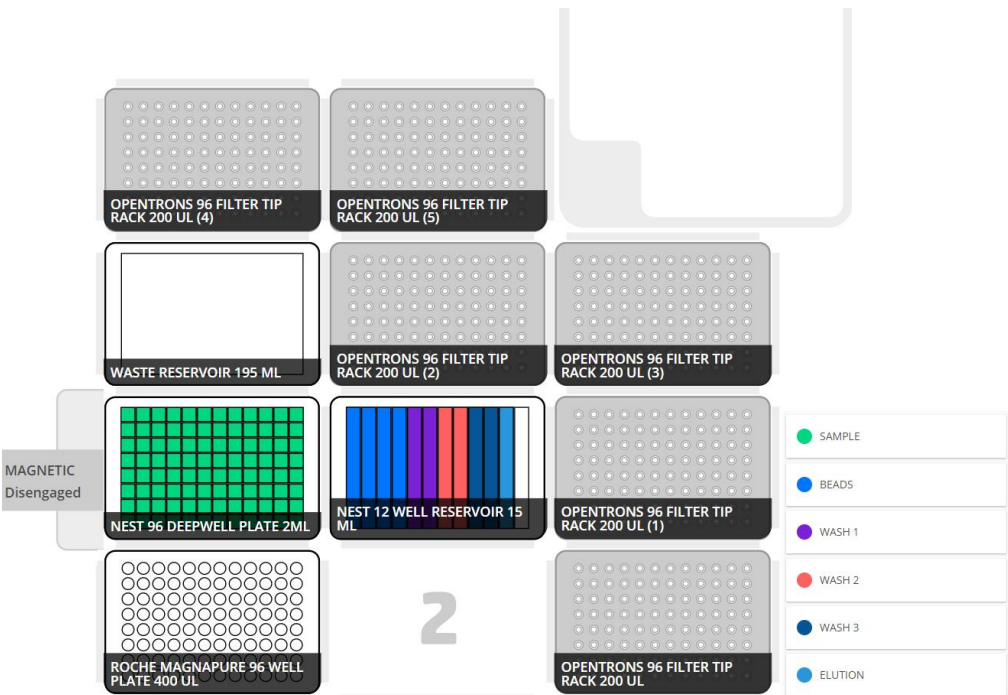 OPENTRONS 96 FILTER TIP
RACK 200 UL (4)
OPENTRONS 96 FILTER TIP
RACK 200 UL (5)
WASTE RESERVOIR 195 ML
OPENTRONS 96 FILTER TIP
RACK 200 UL (2)
OPENTRONS 96 FILTER TIP
RACK 200 UL (3)
MAGNETIC
Disengaged
NEST 96 DEEPWELL PLATE 2ML
NEST 12 WELL RESERVOIR 15
ML
OPENTRONS 96 FILTER TIP
RACK 200 UL (1)
ROCHE MAGNAPURE 96 WELL
PLATE 400 UL
2
OPENTRONS 96 FILTER TIP
RACK 200 UL
SAMPLE
BEADS
WASH 1
WASH 2
WASH 3
ELUTION